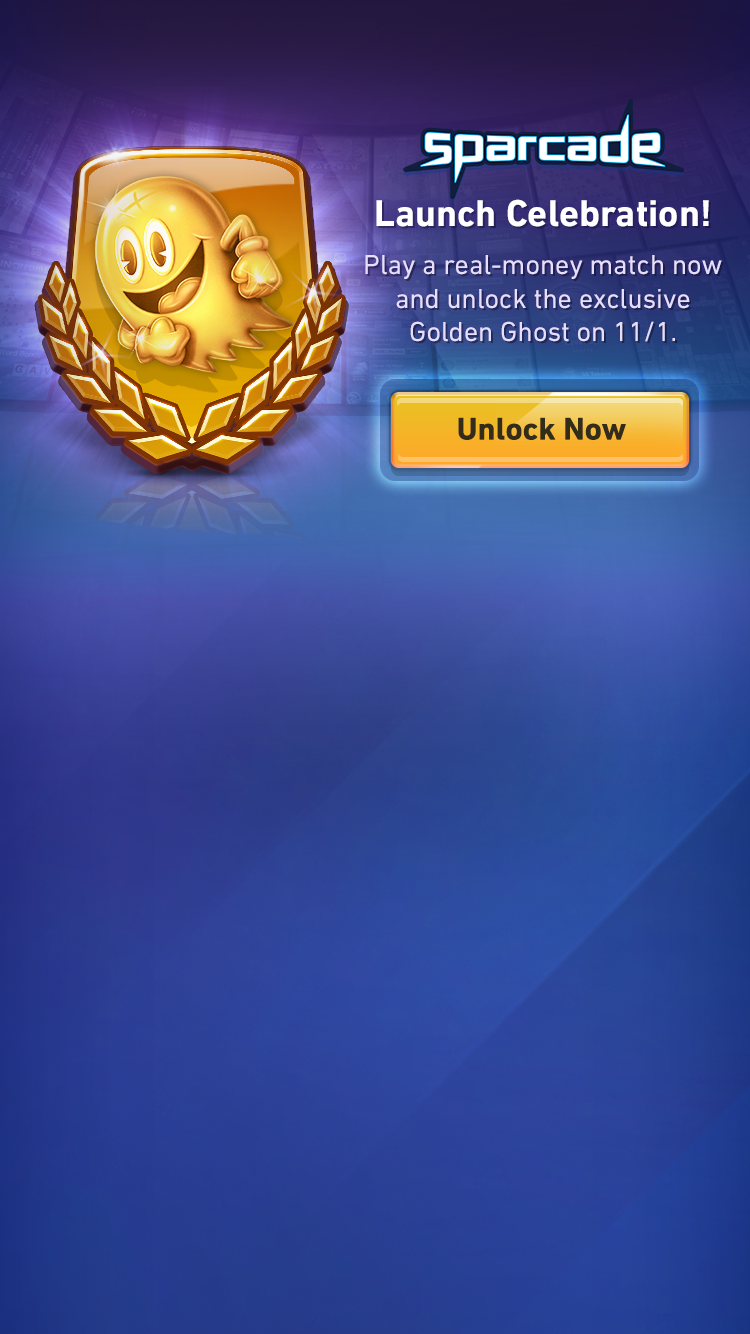 sparcade
Launch Celebration!
Play a real-money match now
and unlock the exclusive
Golden Ghost on 11/1.
Unlock Now